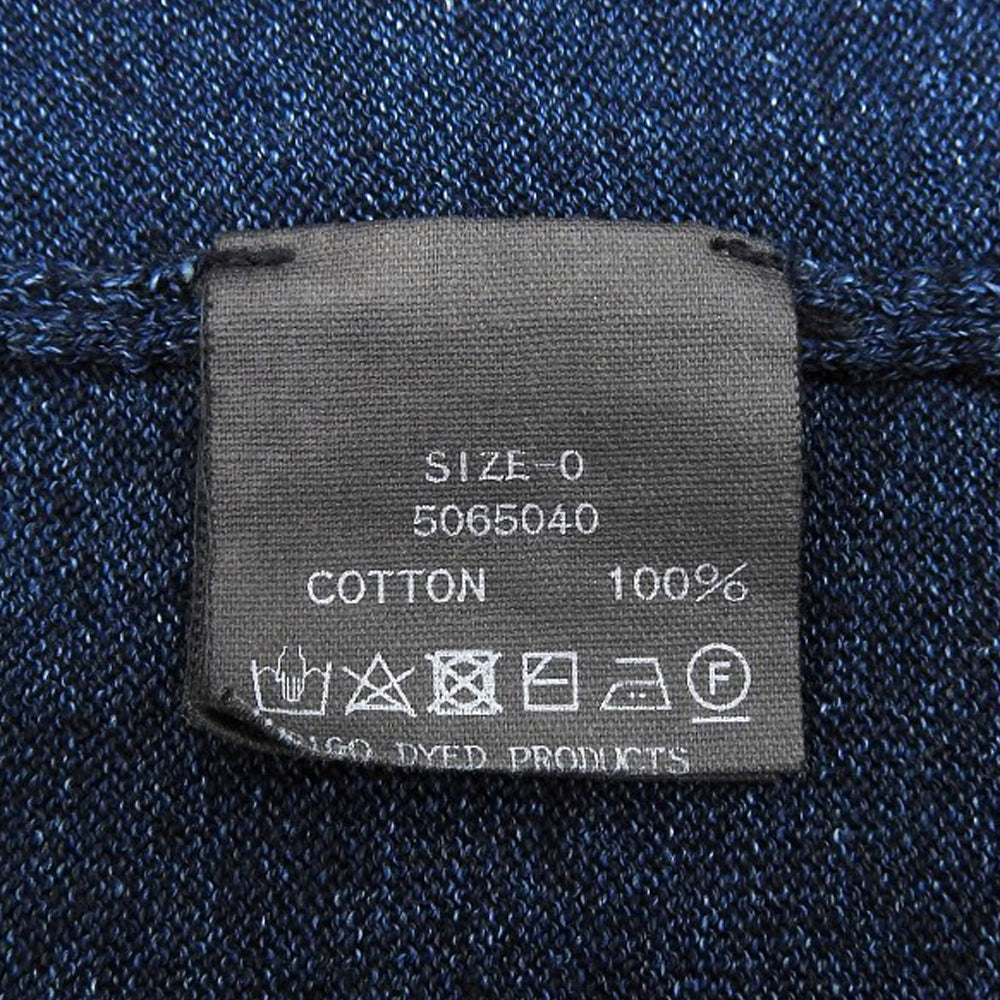 SIZE-0
5065040
COTTON 100%
F
DYED PRODUCTS